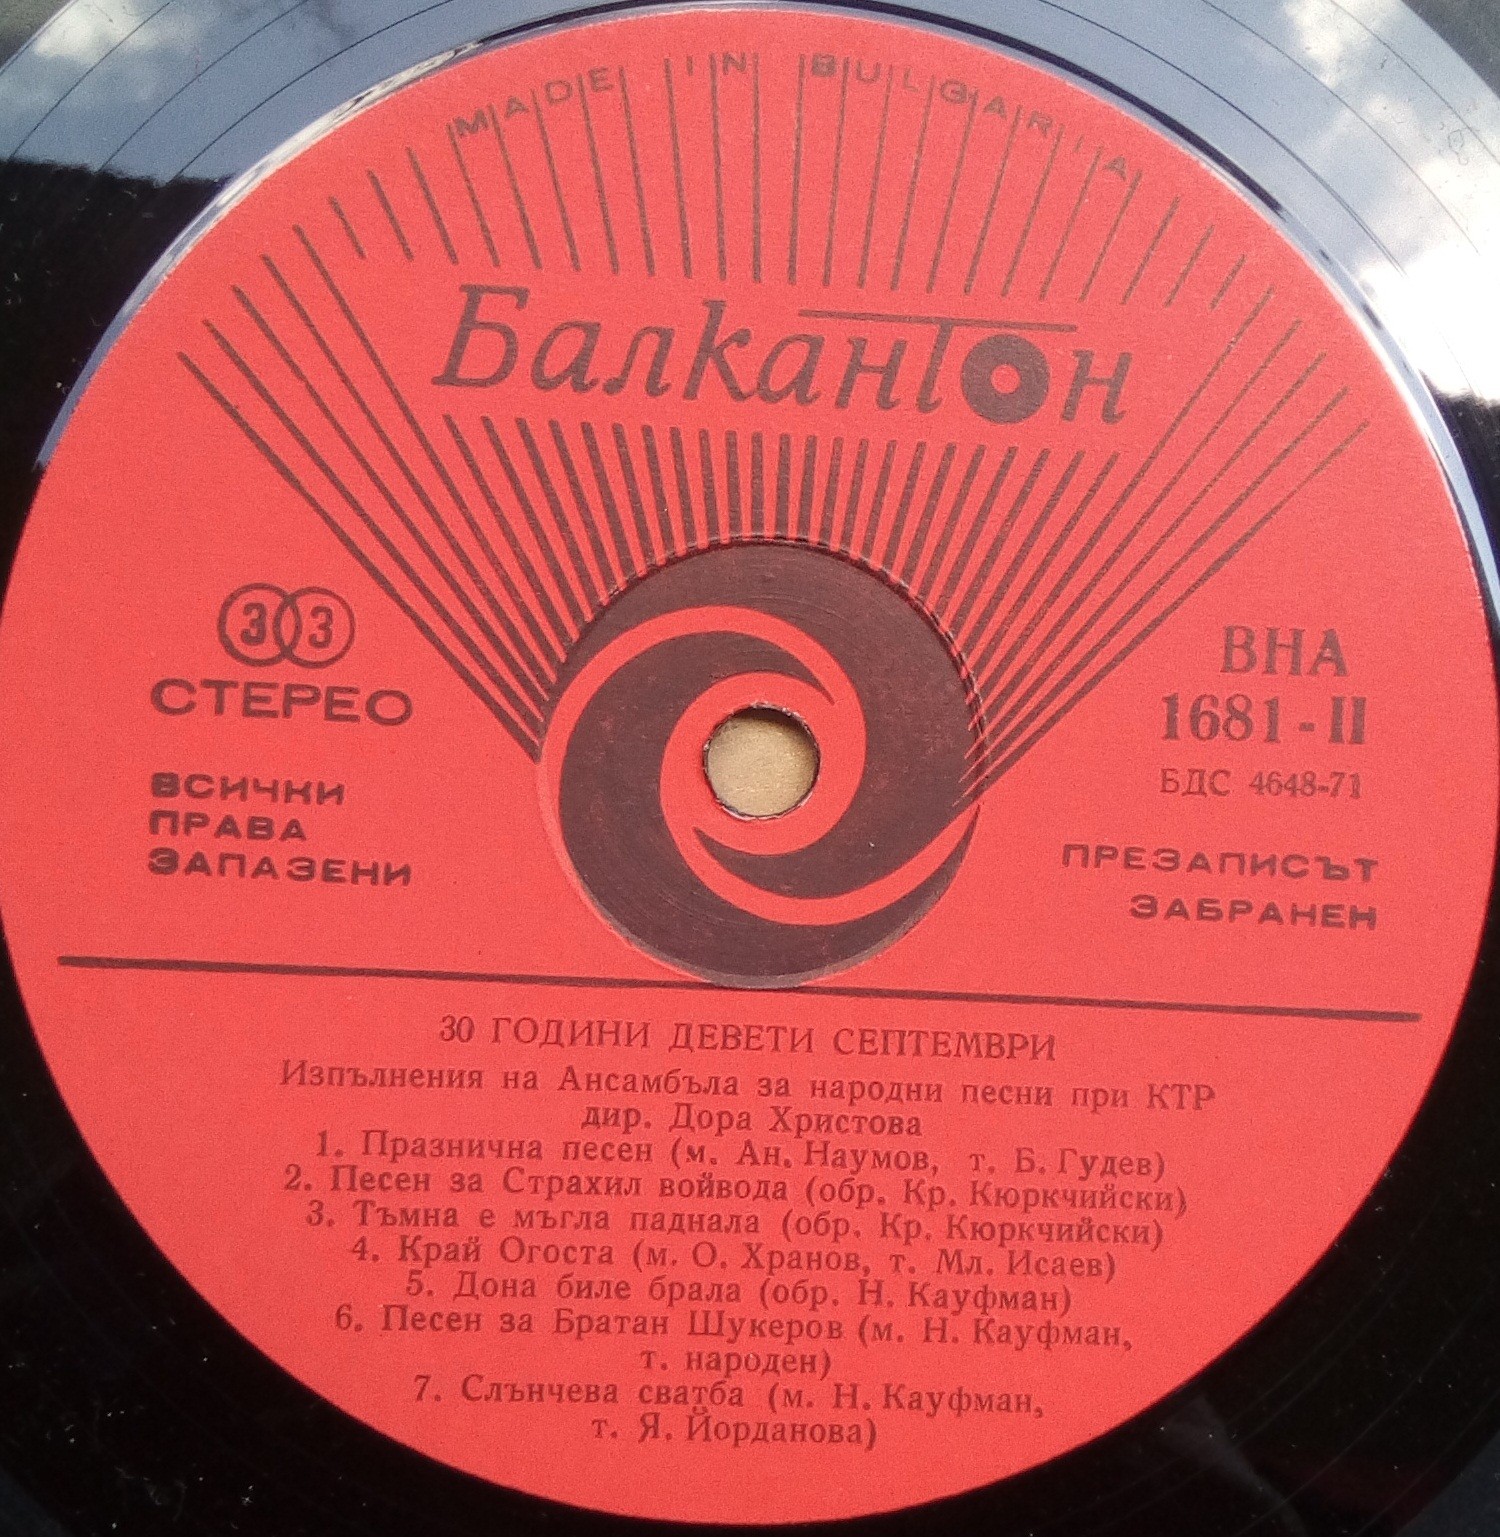 MADE IN BULGARIA
Балкантон
33
СТЕРЕО
ВСИЧКИ
ПРАВА
ЗАПАЗЕНИ
ВНА
1681-II
БДС 4648-71
ПРЕЗАПИСЪТ
ЗАБРАНЕН
30 ГОДИНИ ДЕВЕТИ СЕПТЕМВРИ
Изпълнения на Ансамбъла за народни песни при КТР
дир. Дора Христова
1. Празнична песен (м. Ан. Наумов, т. Б. Гудев)
2. Песен за Страхил войвода (обр. Кр. Кюркчийски)
3. Тъмна е мъгла паднала (обр. Кр. Кюркчийски)
4. Край Огоста (м. О. Хранов, т. Мл. Исаев)
5. Дона биле брала (обр. Н. Кауфман)
6. Песен за Братан Шукеров (м. Н. Кауфман,
т. народен)
7. Слънчева сватба (м. Н. Кауфман,
т. Я. Йорданова)